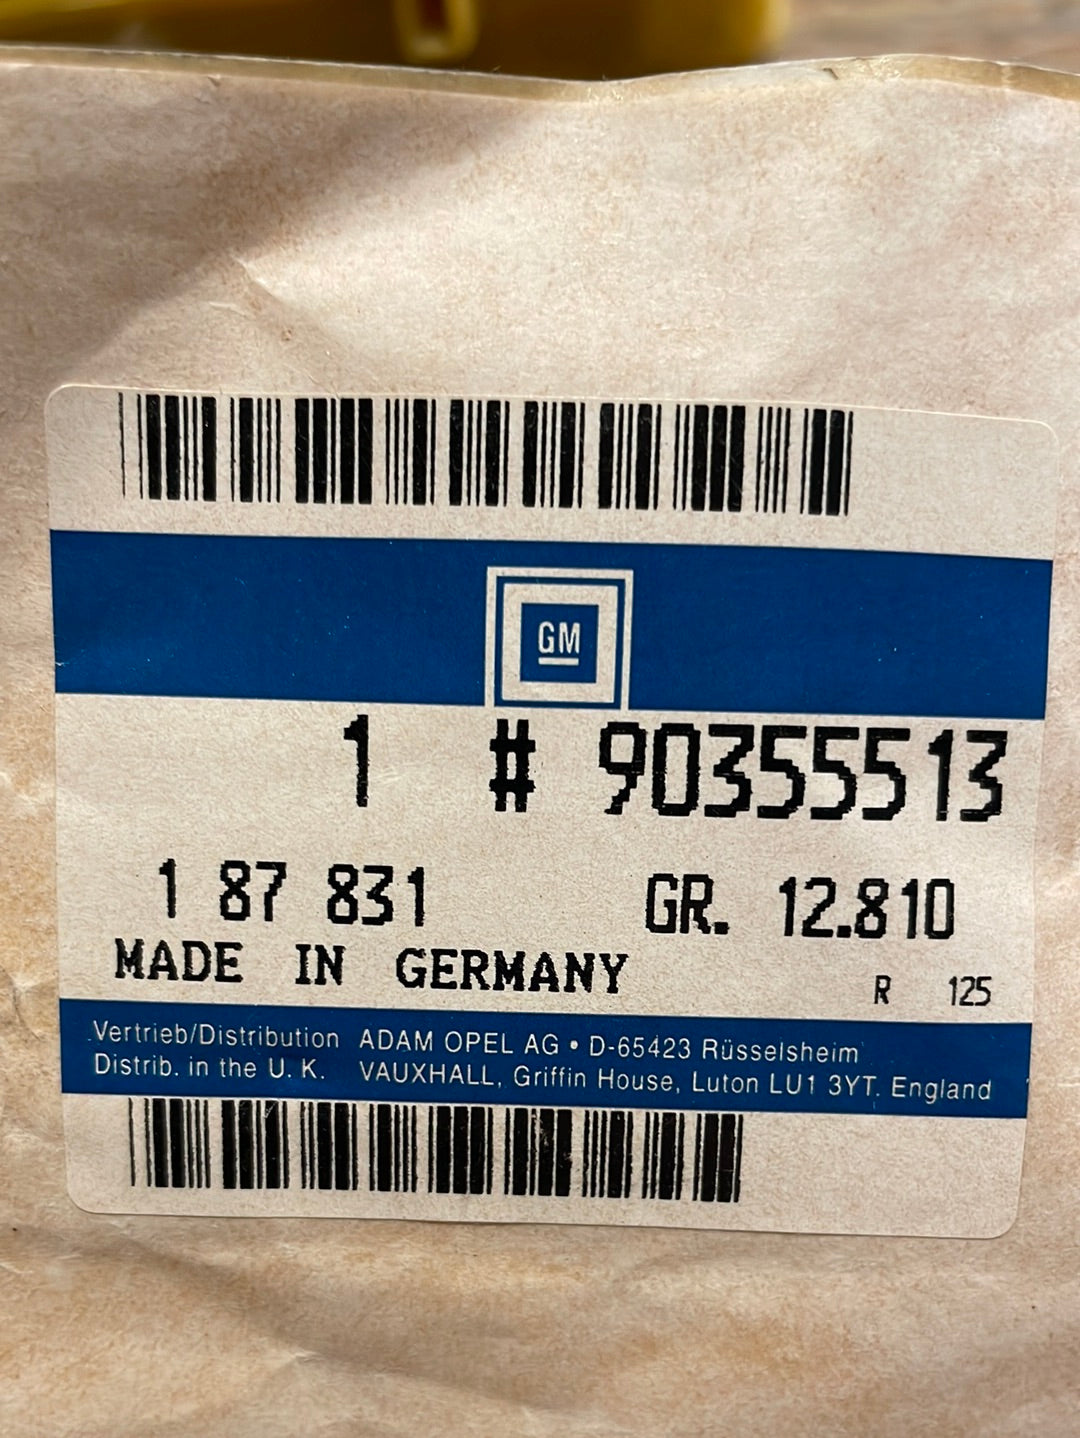 GM
1 # 90355513
1 87 831 GR. 12.810
MADE IN GERMANY R 125
Vertrieb/Distribution ADAM OPEL AG • D-65423 Rüsselsheim
Distrib. in the U. K. VAUXHALL, Griffin House, Luton LU1 3YT. England